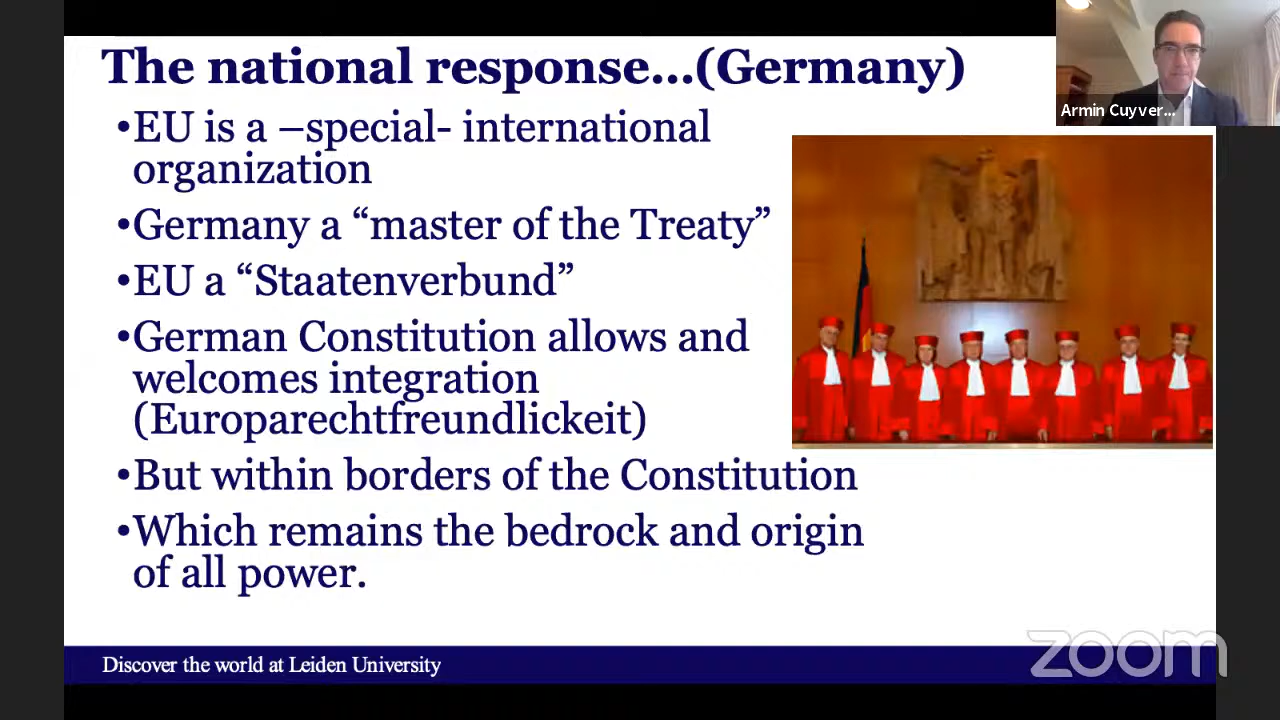 The national response...(Germany)
•EU is a –special- international
organization
•Germany a “master of the Treaty”
•EU a “Staatenverbund”
•German Constitution allows and
welcomes integration
(Europarechtfreundlickeit)
•But within borders of the Constitution
•Which remains the bedrock and origin
of all power.
Armin Cuyver...
Discover the world at Leiden University
zoom